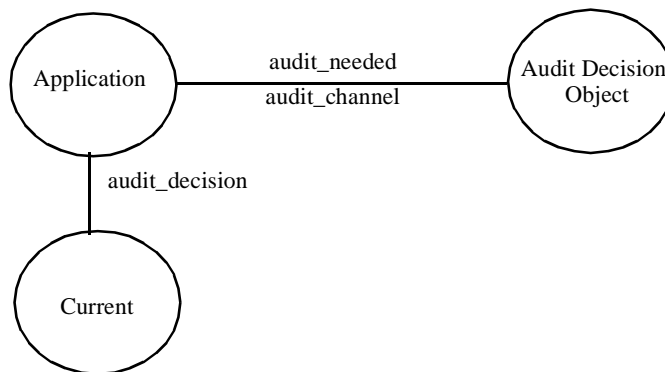 Application
audit_needed
audit_channel
Audit Decision
Object
audit_decision
Current